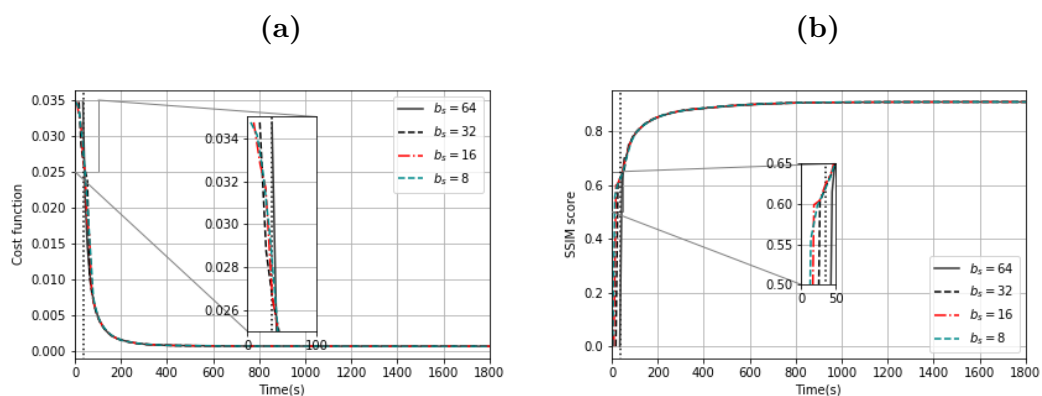 (a)
(b)
Cost function
0.035
0.030
0.025
0.020
0.015
0.010
0.005
0.000
0 200 400 600 800 1000 1200 1400 1600 1800
Time(s)
b_s = 64
b_s = 32
b_s = 16
b_s = 8
0.034
0.032
0.030
0.028
0.026
0 100
SSIM score
0.8
0.6
0.4
0.2
0.0
0 200 400 600 800 1000 1200 1400 1600 1800
Time(s)
0.65
0.60
0.55
0.50
0 50
b_s = 64
b_s = 32
b_s = 16
b_s = 8